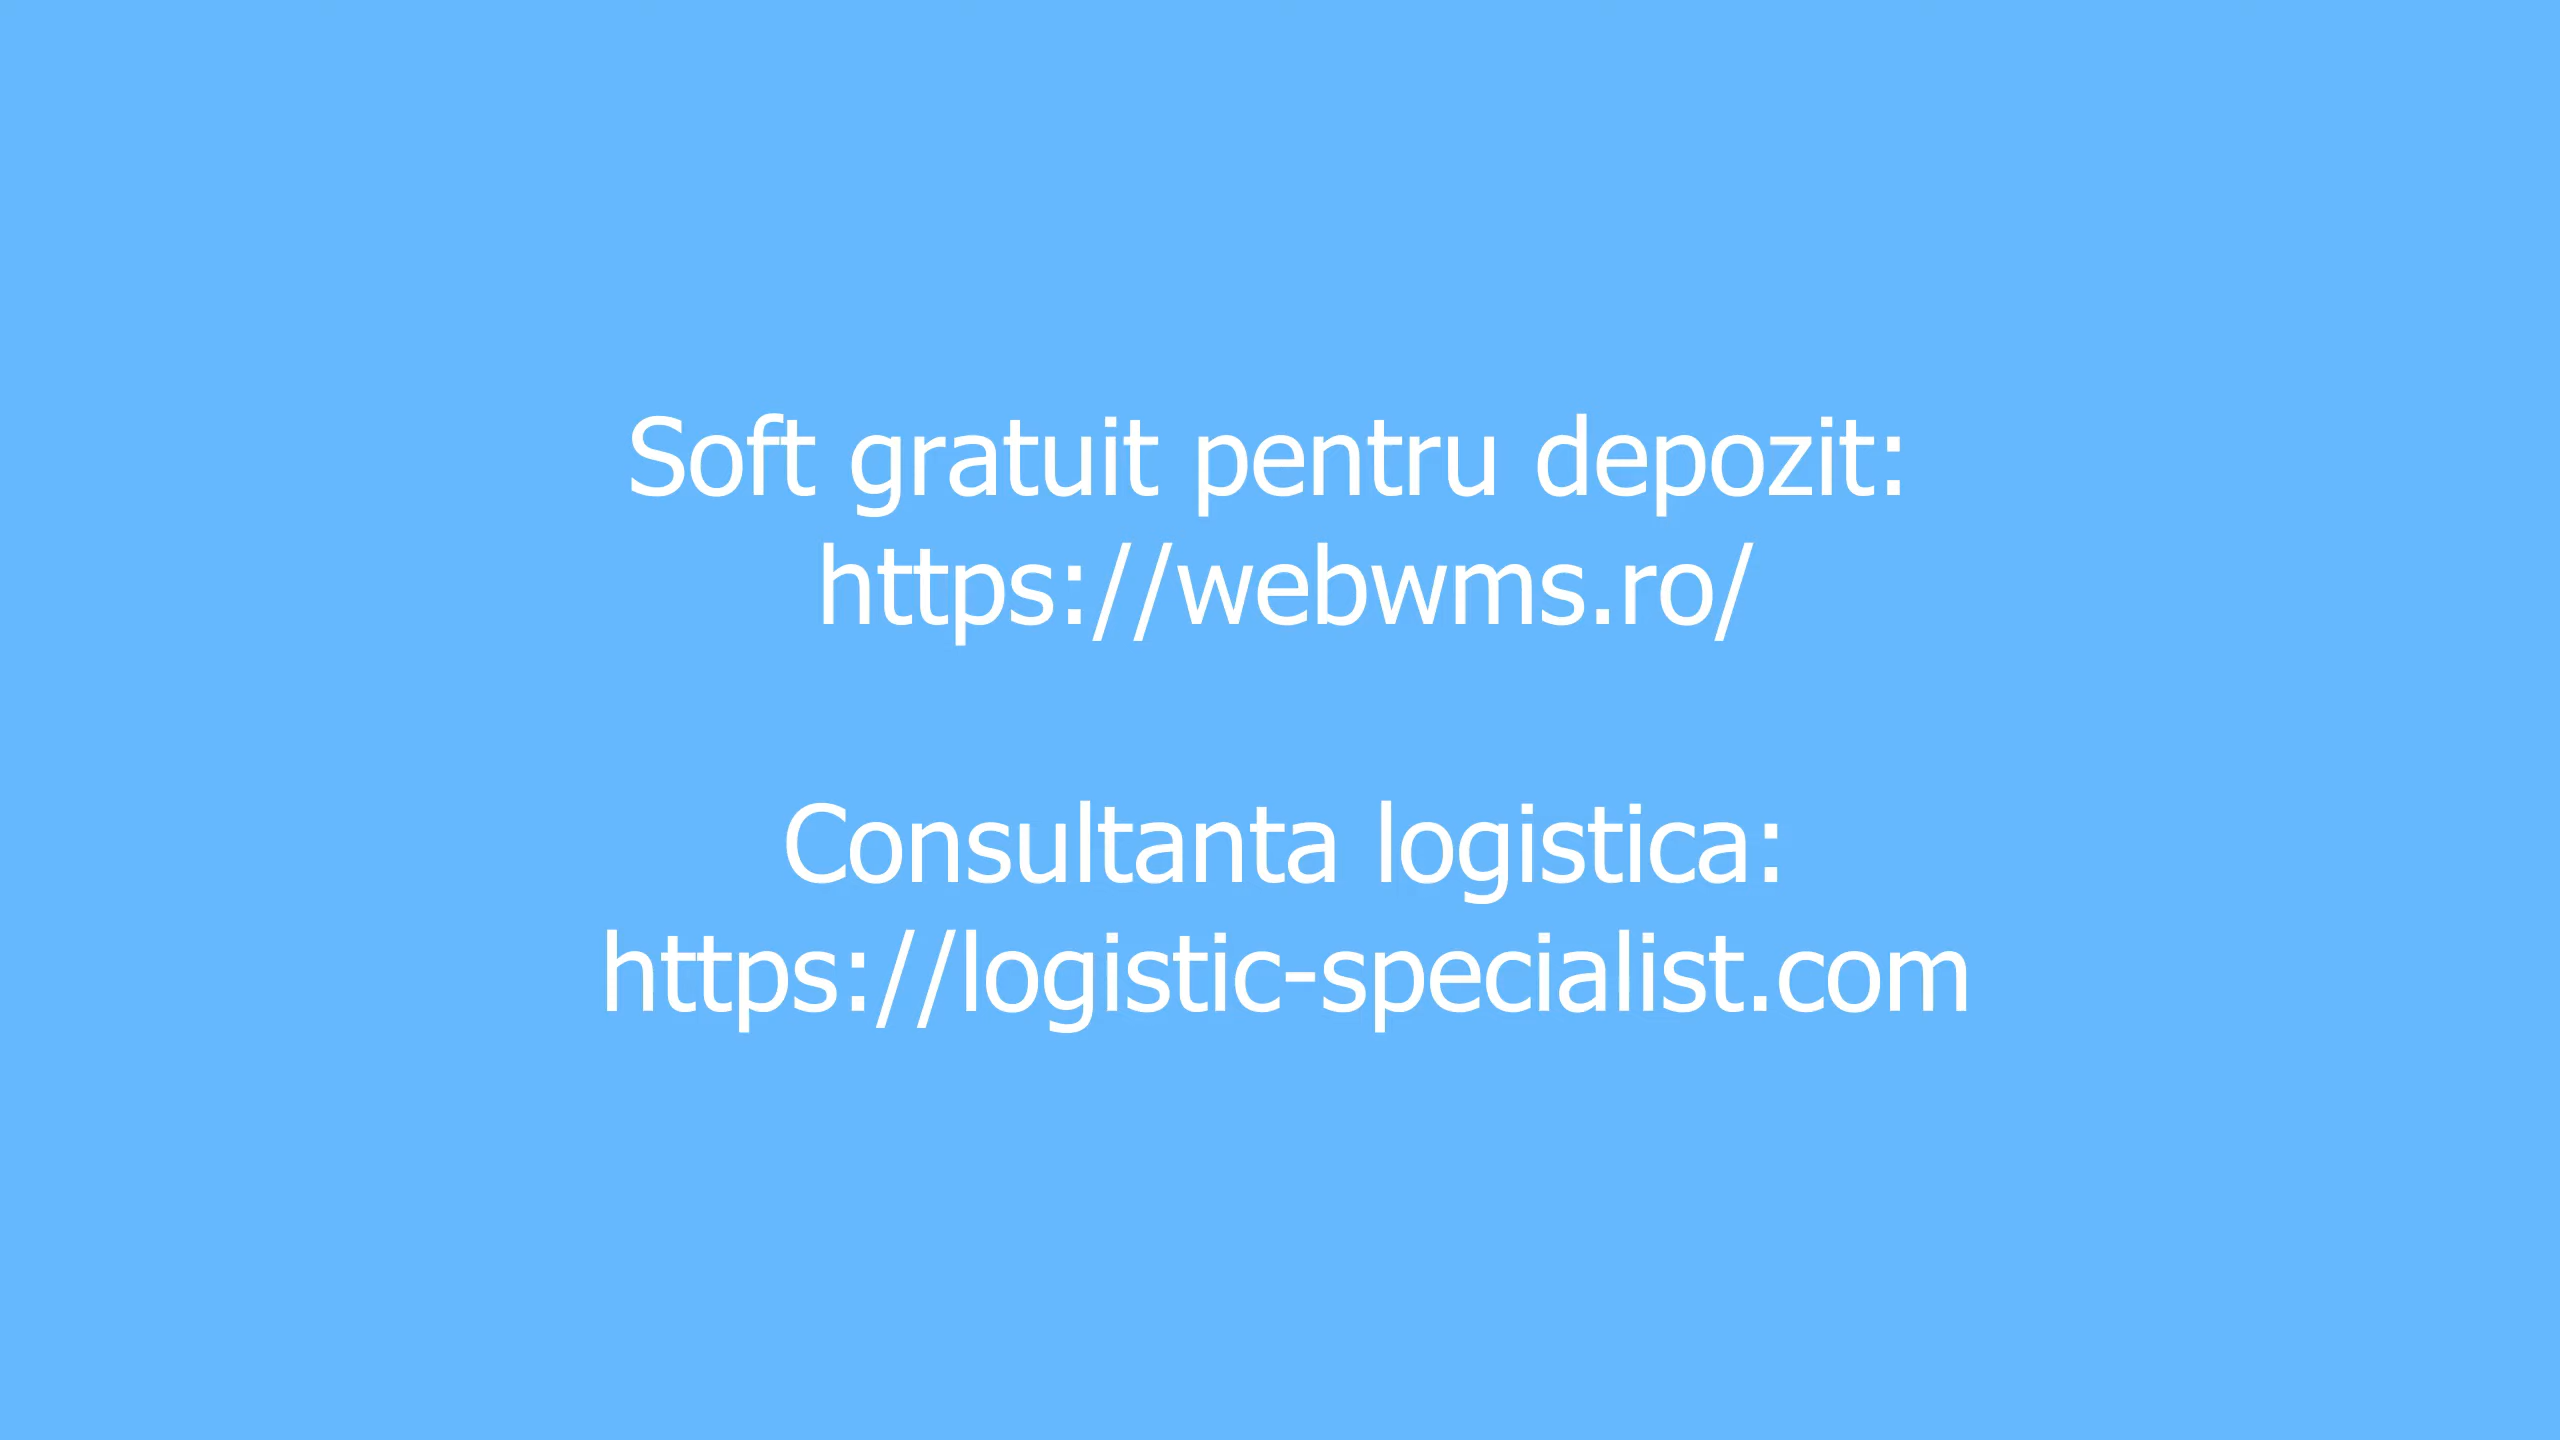 Soft gratuit pentru depozit:
https://webwms.ro/
Consultanta logistica:
https://logistic-specialist.com